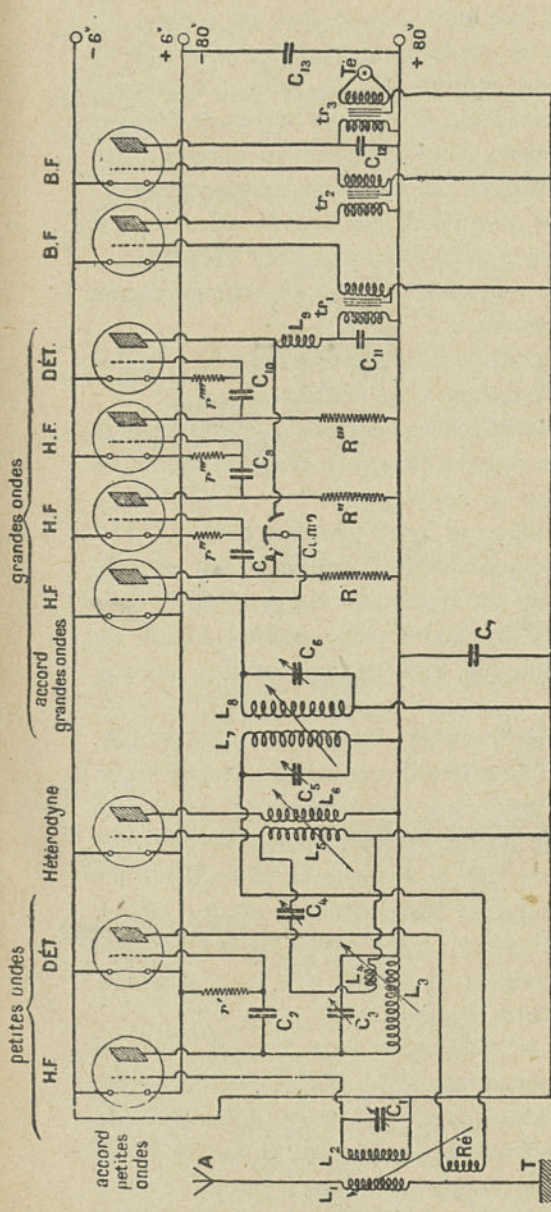 petites ondes
grandes ondes
accord
grandes ondes
H.F
DÉT
Hétérodyne
H.F
H.F
H.F.
DÉT.
B.F
B.F
accord
petites
ondes
− 6ᵛ
+ 6ᵛ
− 80ᵛ
+ 80ᵛ
r'
r''
r'''
r''''
C₂
C₃
C₄
C₅
C₆
C₇
C₈
C₉
C₁₀
C₁₁
C₁₂
C₁₃
L₃
L₄
L₅
L₆
L₇
L₈
L₉
R'
R''
R'''
tr₁
tr₂
tr₃
Té
A
L₁
L₂
C₁
Ré
T